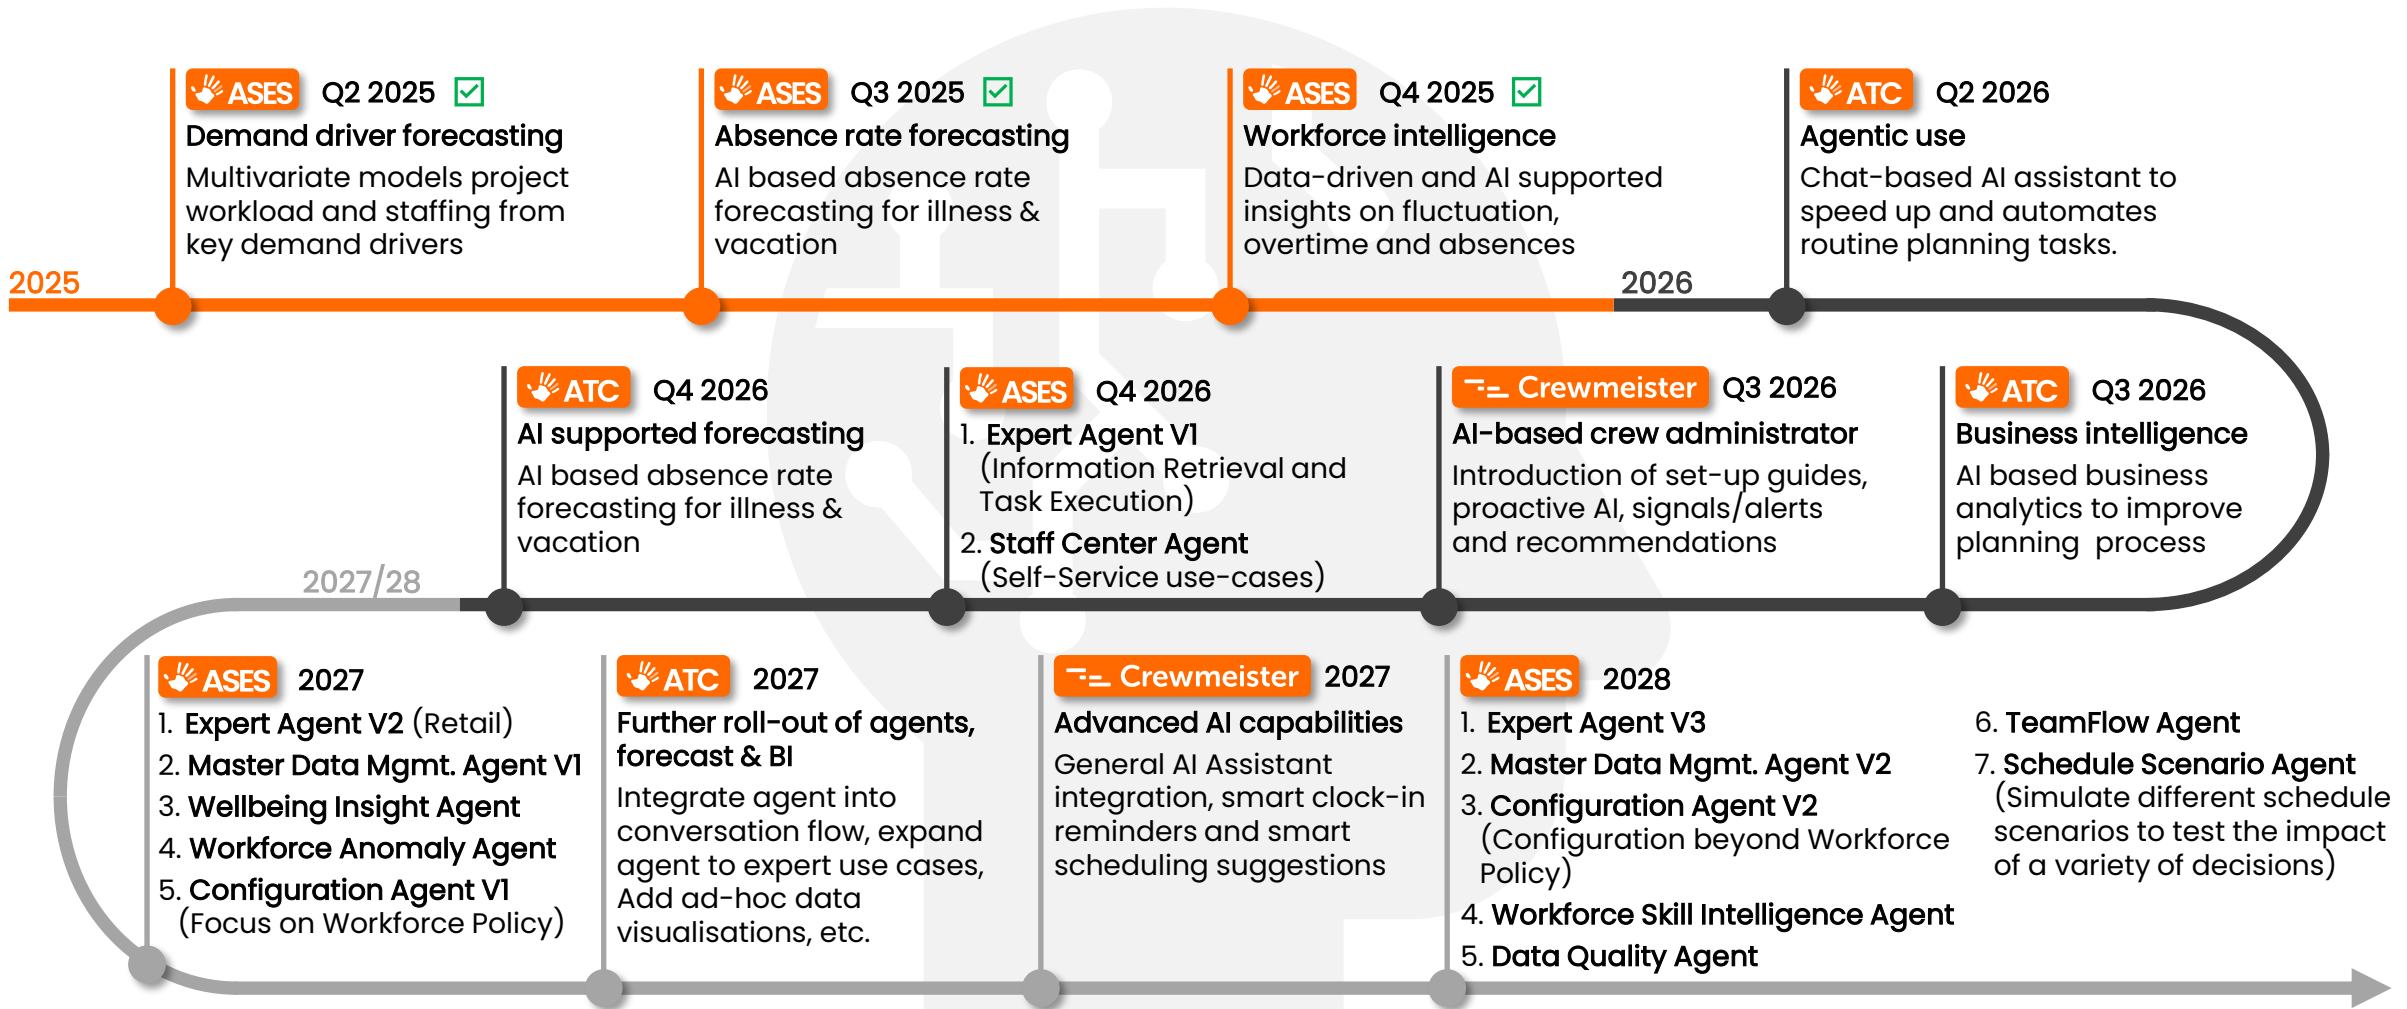 ASES Q2 2025
Demand driver forecasting
Multivariate models project
workload and staffing from
key demand drivers
ASES Q3 2025
Absence rate forecasting
AI based absence rate
forecasting for illness &
vacation
ASES Q4 2025
Workforce intelligence
Data-driven and AI supported
insights on fluctuation,
overtime and absences
ATC Q2 2026
Agentic use
Chat-based AI assistant to
speed up and automates
routine planning tasks.
2025
2026
ATC Q4 2026
AI supported forecasting
AI based absence rate
forecasting for illness &
vacation
ASES Q4 2026
1. Expert Agent V1
(Information Retrieval and
Task Execution)
2. Staff Center Agent
(Self-Service use-cases)
Crewmeister Q3 2026
AI-based crew administrator
Introduction of set-up guides,
proactive AI, signals/alerts
and recommendations
ATC Q3 2026
Business intelligence
AI based business
analytics to improve
planning process
2027/28
ASES 2027
1. Expert Agent V2 (Retail)
2. Master Data Mgmt. Agent V1
3. Wellbeing Insight Agent
4. Workforce Anomaly Agent
5. Configuration Agent V1
(Focus on Workforce Policy)
ATC 2027
Further roll-out of agents,
forecast & BI
Integrate agent into
conversation flow, expand
agent to expert use cases,
Add ad-hoc data
visualisations, etc.
Crewmeister 2027
Advanced AI capabilities
General AI Assistant
integration, smart clock-in
reminders and smart
scheduling suggestions
ASES 2028
1. Expert Agent V3
2. Master Data Mgmt. Agent V2
3. Configuration Agent V2
(Configuration beyond Workforce
Policy)
4. Workforce Skill Intelligence Agent
5. Data Quality Agent
6. TeamFlow Agent
7. Schedule Scenario Agent
(Simulate different schedule
scenarios to test the impact
of a variety of decisions)